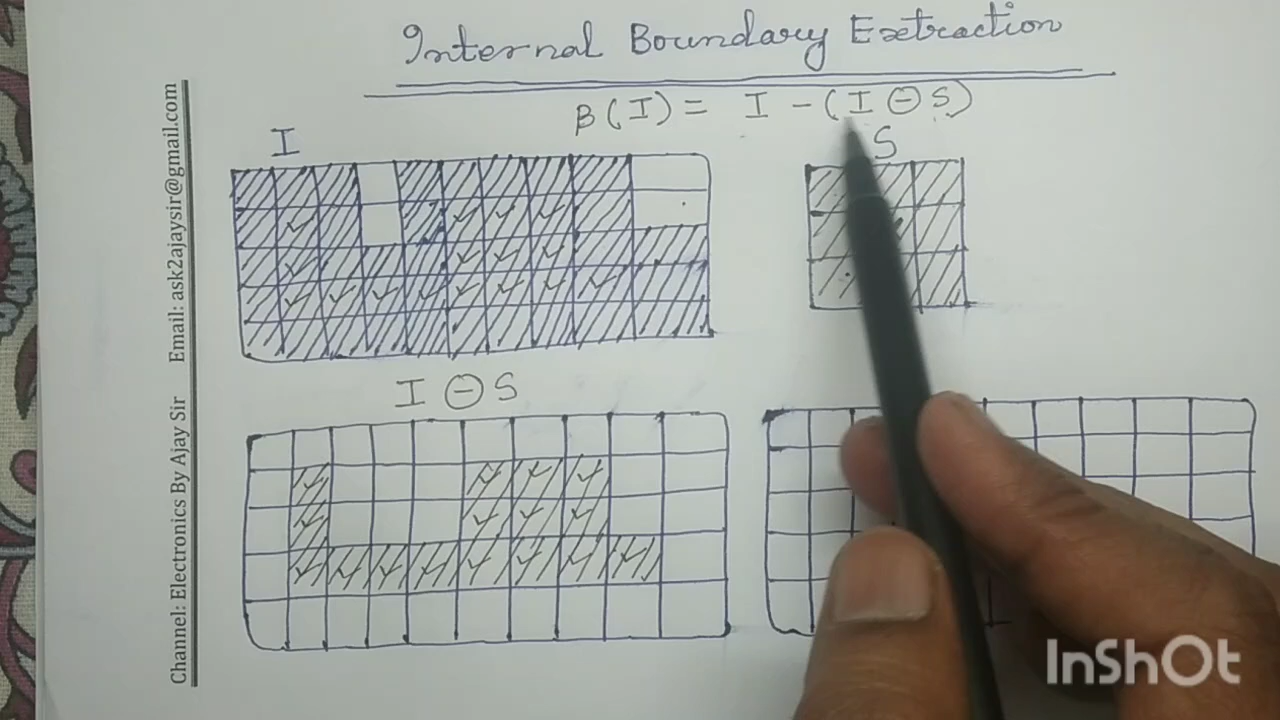 Internal Boundary Extraction
β(I) = I - (I ⊖ S)
I
S
I ⊖ S
Channel: Electronics By Ajay Sir Email: ask2ajaysir@gmail.com
InShOt